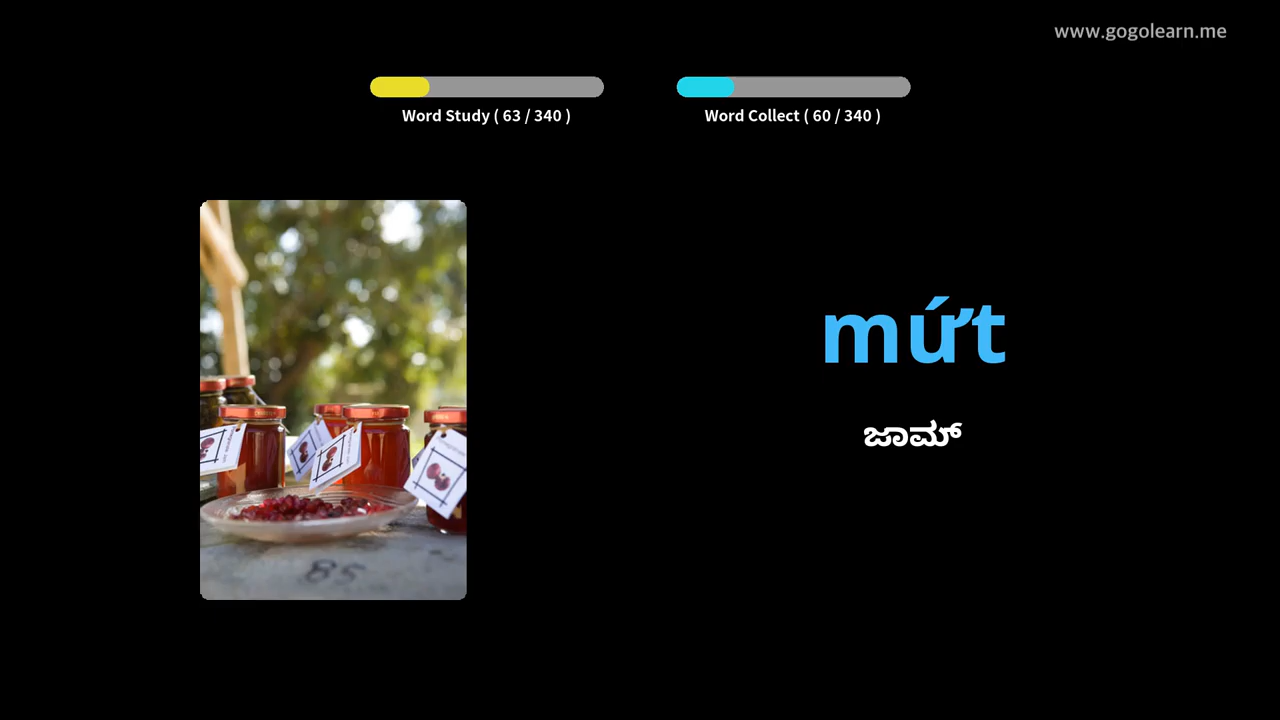 www.gogolearn.me
Word Study ( 63 / 340 )
Word Collect ( 60 / 340 )
mứt
ಜಾಮ್
85